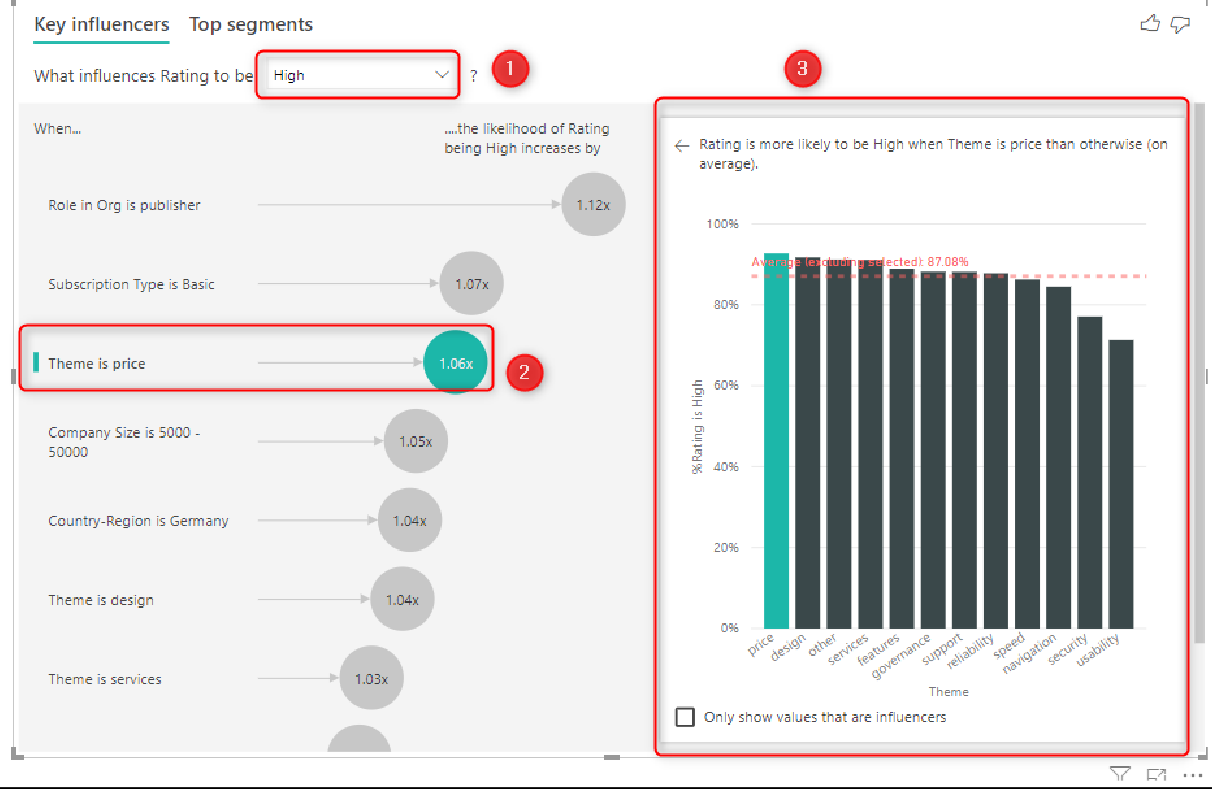 Key influencers Top segments
What influences Rating to be High ? 1
3
When...
....the likelihood of Rating
being High increases by
Role in Org is publisher 1.12x
Subscription Type is Basic 1.07x
Theme is price 1.06x 2
Company Size is 5000 -
50000
1.05x
Country-Region is Germany 1.04x
Theme is design 1.04x
Theme is services 1.03x
Rating is more likely to be High when Theme is price than otherwise (on
average).
100%
Average (excluding selected): 87.08%
80%
60%
40%
20%
0%
%Rating is High
price design other services features governance support reliability speed navigation security usability
Theme
Only show values that are influencers